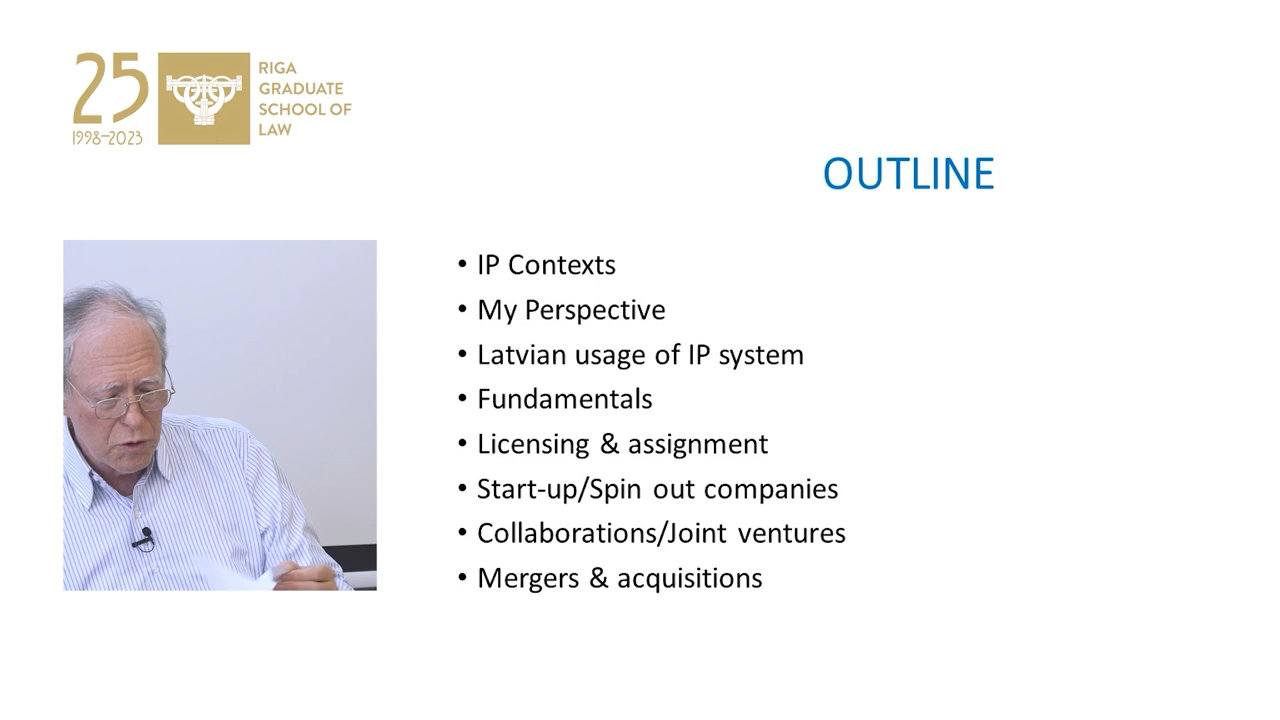 25
1998–2023
RIGA
GRADUATE
SCHOOL OF
LAW
OUTLINE
• IP Contexts
• My Perspective
• Latvian usage of IP system
• Fundamentals
• Licensing & assignment
• Start-up/Spin out companies
• Collaborations/Joint ventures
• Mergers & acquisitions